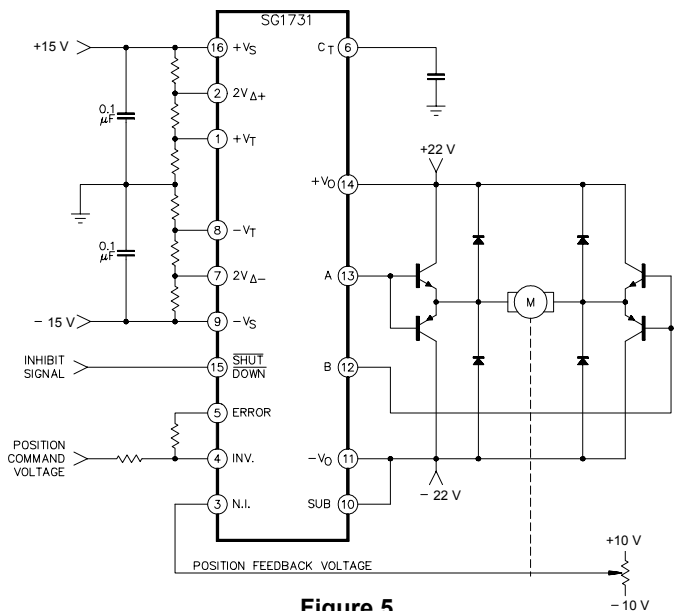 SG1731
+15 V
16 +VS
CT 6
2 2VΔ+
0.1
μF
1 +VT
+22 V
+VO 14
8 −VT
0.1
μF
7 2VΔ−
A 13
M
− 15 V
9 −VS
INHIBIT
SIGNAL
15 SHUT
DOWN
B 12
5 ERROR
POSITION
COMMAND
VOLTAGE
4 INV.
−VO 11
− 22 V
3 N.I.
SUB 10
+10 V
POSITION FEEDBACK VOLTAGE
− 10 V
Figure 5